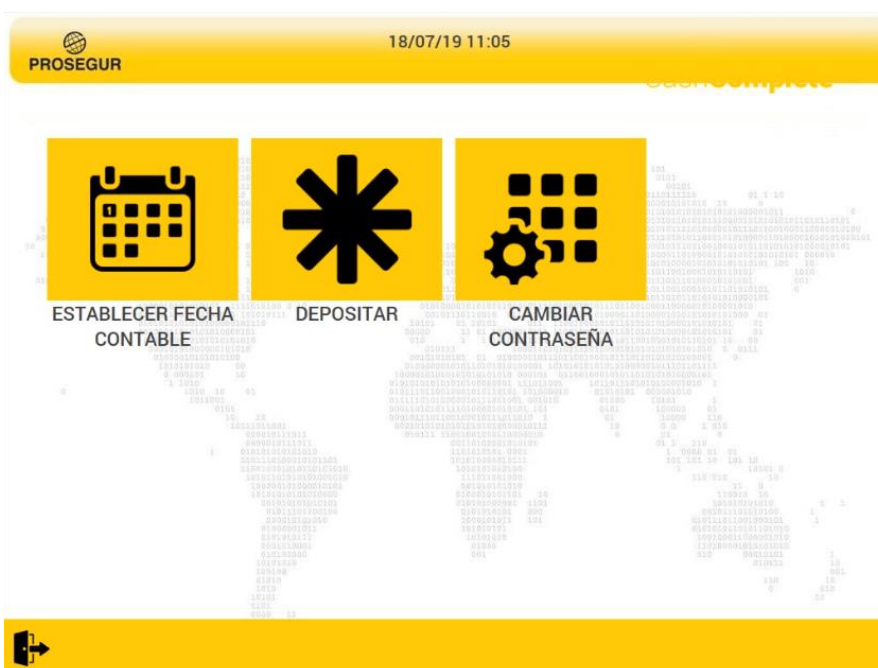 PROSEGUR
18/07/19 11:05
ESTABLECER FECHA
CONTABLE
DEPOSITAR
CAMBIAR
CONTRASEÑA